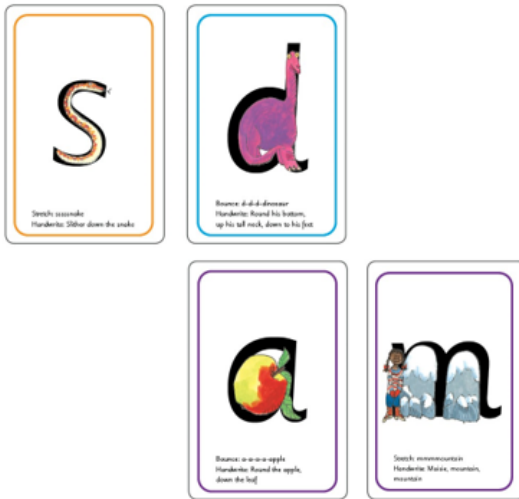 s
Stretch: sssssnake
Handwrite: Slither down the snake
d
Bounce: d-d-d-dinosaur
Handwrite: Round his bottom,
up his tall neck, down to his feet
a
Bounce: a-a-a-a-apple
Handwrite: Round the apple,
down the leaf
m
Stretch: mmmmountain
Handwrite: Maisie, mountain,
mountain